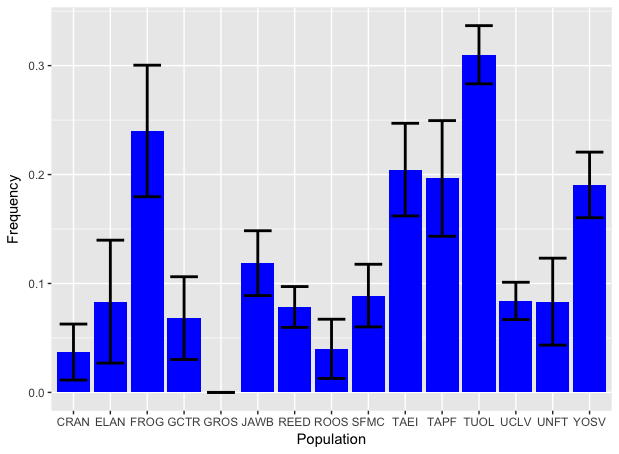 Frequency
0.3
0.2
0.1
0.0
CRAN ELAN FROG GCTR GROS JAWB REED ROOS SFMC TAEI TAPF TUOL UCLV UNFT YOSV
Population